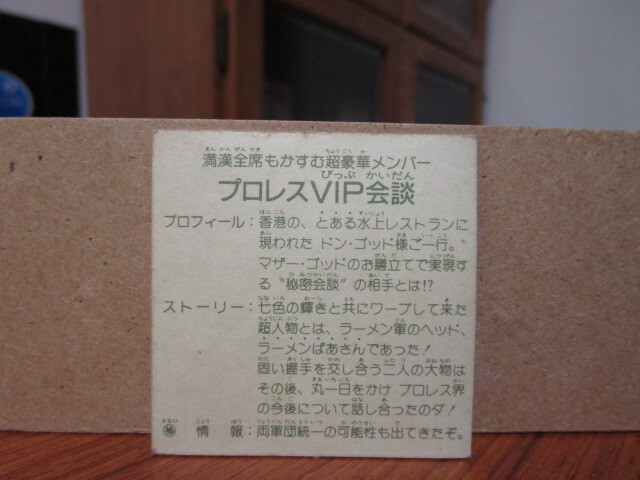 満漢全席もかすむ超豪華メンバー
プロレスVIP会談
プロフィール：香港の、とある水上レストランに
現われた ドン・ゴッド様ご一行。
マザー・ゴッドのお膳立てで実現す
る“秘密会談”の相手とは!?
ストーリー：七色の輝きと共にワープして来た
超人物とは、ラーメン軍のヘッド、
ラーメンばあさんであった！
固い握手を交し合う二人の大物は
その後、丸一日をかけ プロレス界
の今後について話し合ったのダ！
㊙情報：両軍団統一の可能性も出てきたぞ。